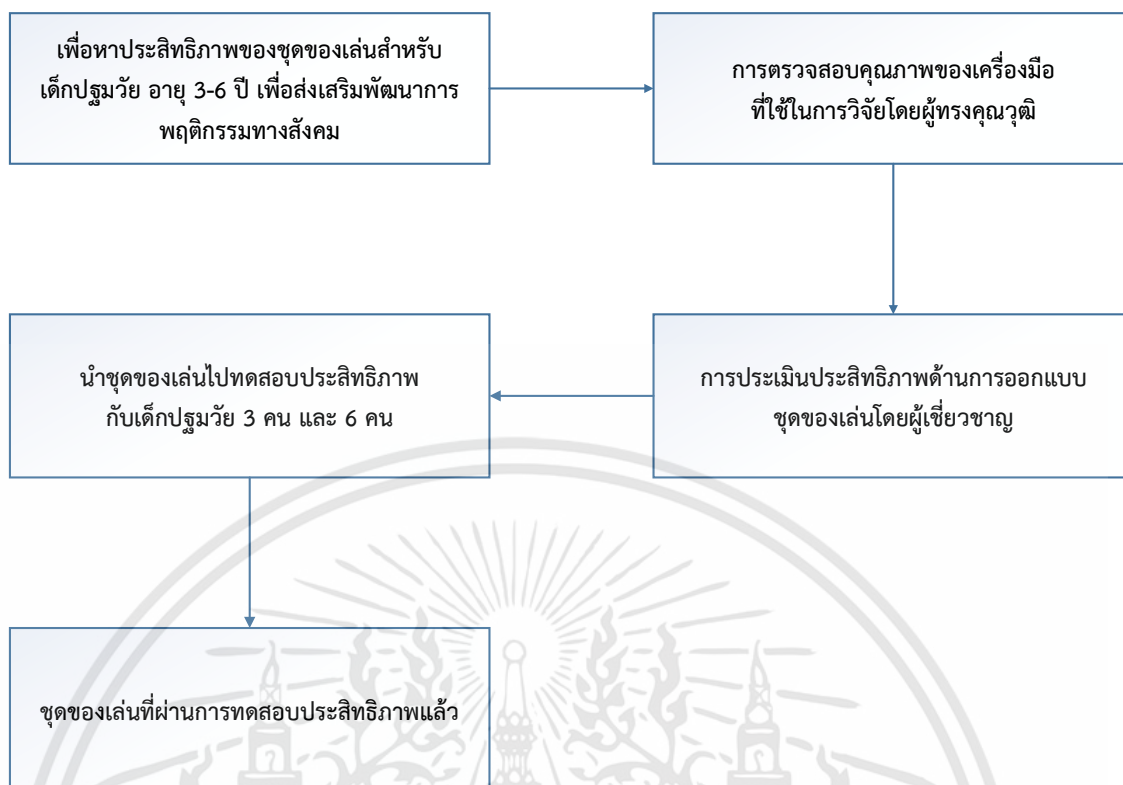 เพื่อหาประสิทธิภาพของชุดของเล่นสำหรับ
เด็กปฐมวัย อายุ 3-6 ปี เพื่อส่งเสริมพัฒนาการ
พฤติกรรมทางสังคม
การตรวจสอบคุณภาพของเครื่องมือ
ที่ใช้ในการวิจัยโดยผู้ทรงคุณวุฒิ
การประเมินประสิทธิภาพด้านการออกแบบ
ชุดของเล่นโดยผู้เชี่ยวชาญ
นำชุดของเล่นไปทดสอบประสิทธิภาพ
กับเด็กปฐมวัย 3 คน และ 6 คน
ชุดของเล่นที่ผ่านการทดสอบประสิทธิภาพแล้ว